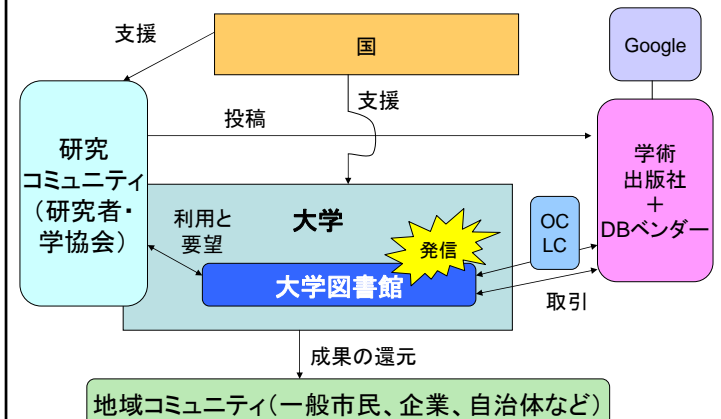 支援
国
Google
支援
投稿
研究
コミュニティ
(研究者・
学協会)
学術
出版社
+
DBベンダー
利用と
要望
大学
発信
OC
LC
大学図書館
取引
成果の還元
地域コミュニティ(一般市民、企業、自治体など)